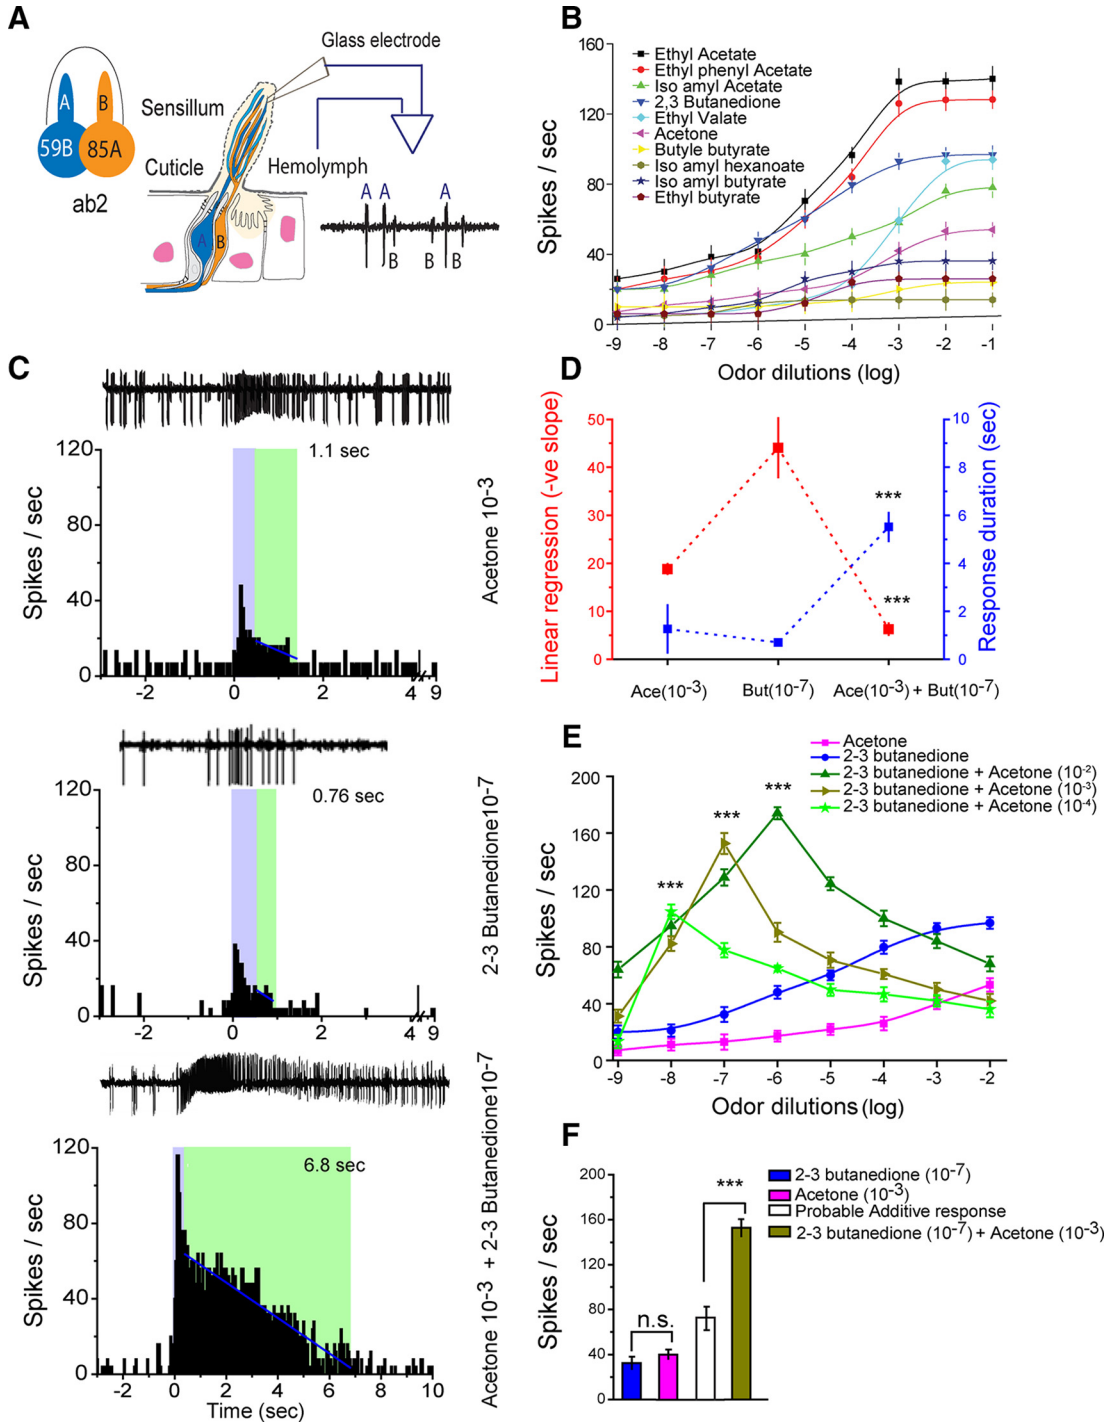 A
A
B
59B
85A
ab2
Glass electrode
Sensillum
Cuticle
Hemolymph
A
B
A A A
B B B
B
Ethyl Acetate
Ethyl phenyl Acetate
Iso amyl Acetate
2,3 Butanedione
Ethyl Valate
Acetone
Butyle butyrate
Iso amyl hexanoate
Iso amyl butyrate
Ethyl butyrate
Spikes / sec
160
120
80
40
0
-9 -8 -7 -6 -5 -4 -3 -2 -1
Odor dilutions (log)
C
1.1 sec
Spikes / sec
120
80
40
0
-2 0 2 4 9
Acetone 10-3
0.76 sec
Spikes / sec
120
80
40
0
-2 0 2 4 9
2-3 Butanedione10-7
6.8 sec
Spikes / sec
120
80
40
0
-2 0 2 4 6 8 10
Time (sec)
Acetone 10-3 + 2-3 Butanedione10-7
D
Linear regression (-ve slope)
50
40
30
20
10
0
***
***
10
8
6
4
2
0
Response duration (sec)
Ace(10-3) But(10-7) Ace(10-3) + But(10-7)
E
Acetone
2-3 butanedione
2-3 butanedione + Acetone (10-2)
2-3 butanedione + Acetone (10-3)
2-3 butanedione + Acetone (10-4)
Spikes / sec
200
160
120
80
40
0
***
***
***
-9 -8 -7 -6 -5 -4 -3 -2
Odor dilutions (log)
F
Spikes / sec
200
160
120
80
40
0
n.s.
***
2-3 butanedione (10-7)
Acetone (10-3)
Probable Additive response
2-3 butanedione (10-7) + Acetone (10-3)